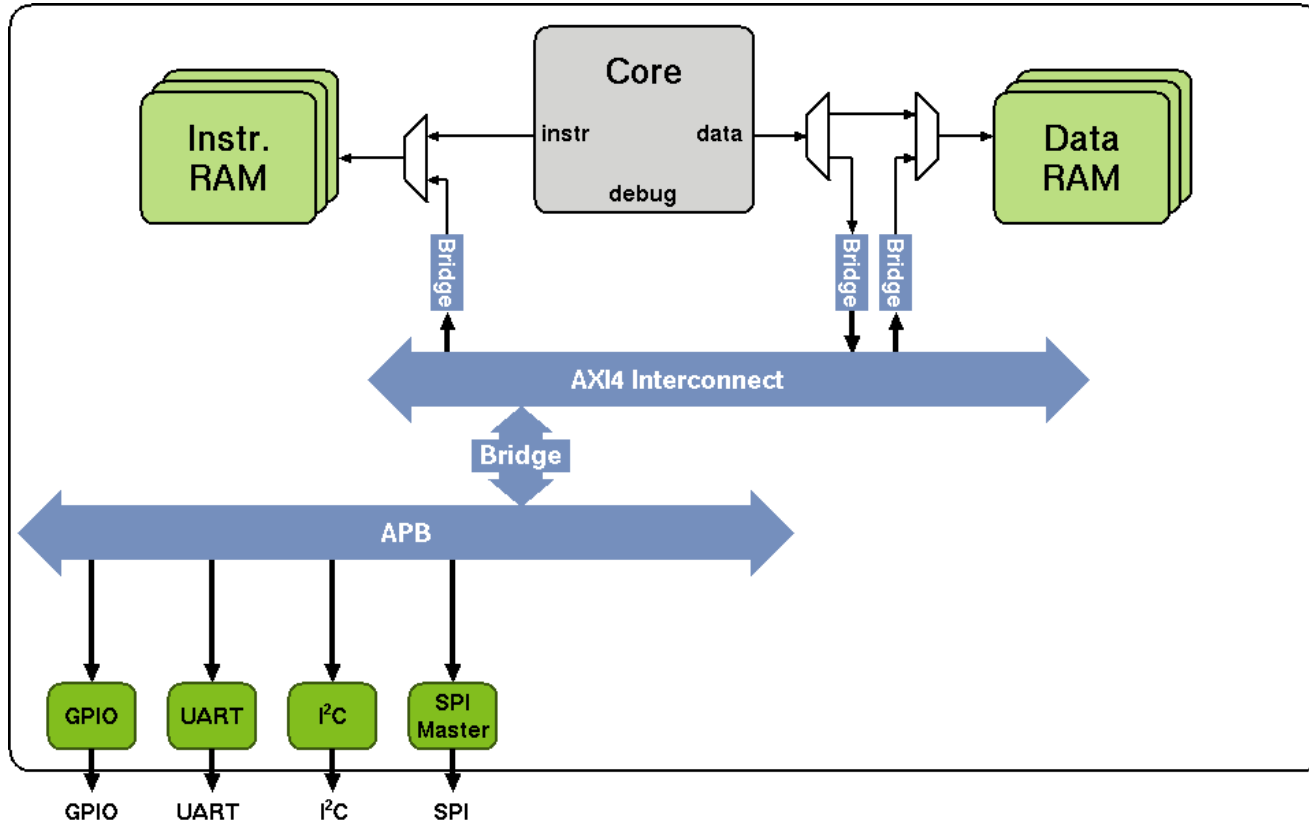 Core
Instr.
RAM
instr
data
debug
Data
RAM
Bridge
Bridge
Bridge
AXI4 Interconnect
Bridge
APB
GPIO
UART
I²C
SPI
Master
GPIO
UART
I²C
SPI